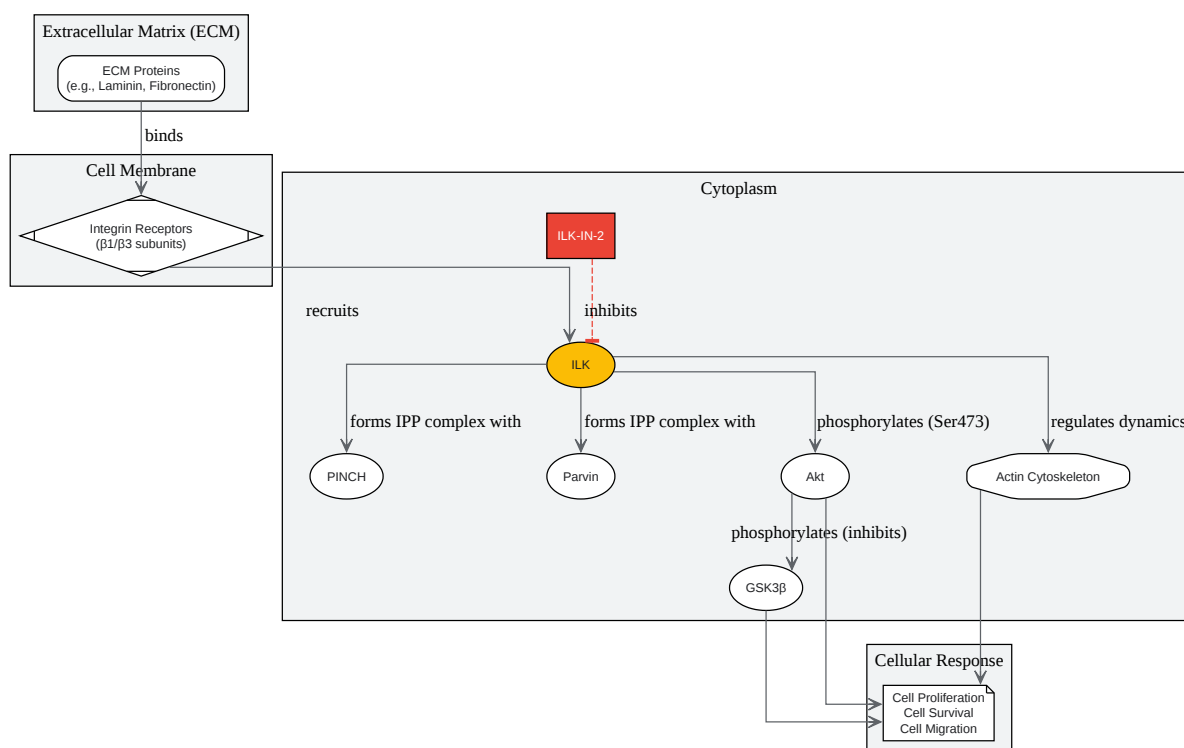 Extracellular Matrix (ECM)
ECM Proteins
(e.g., Laminin, Fibronectin)
binds
Cell Membrane
Integrin Receptors
(β1/β3 subunits)
Cytoplasm
ILK-IN-2
recruits
inhibits
ILK
forms IPP complex with
forms IPP complex with
phosphorylates (Ser473)
regulates dynamics
PINCH
Parvin
Akt
Actin Cytoskeleton
phosphorylates (inhibits)
GSK3β
Cellular Response
Cell Proliferation
Cell Survival
Cell Migration